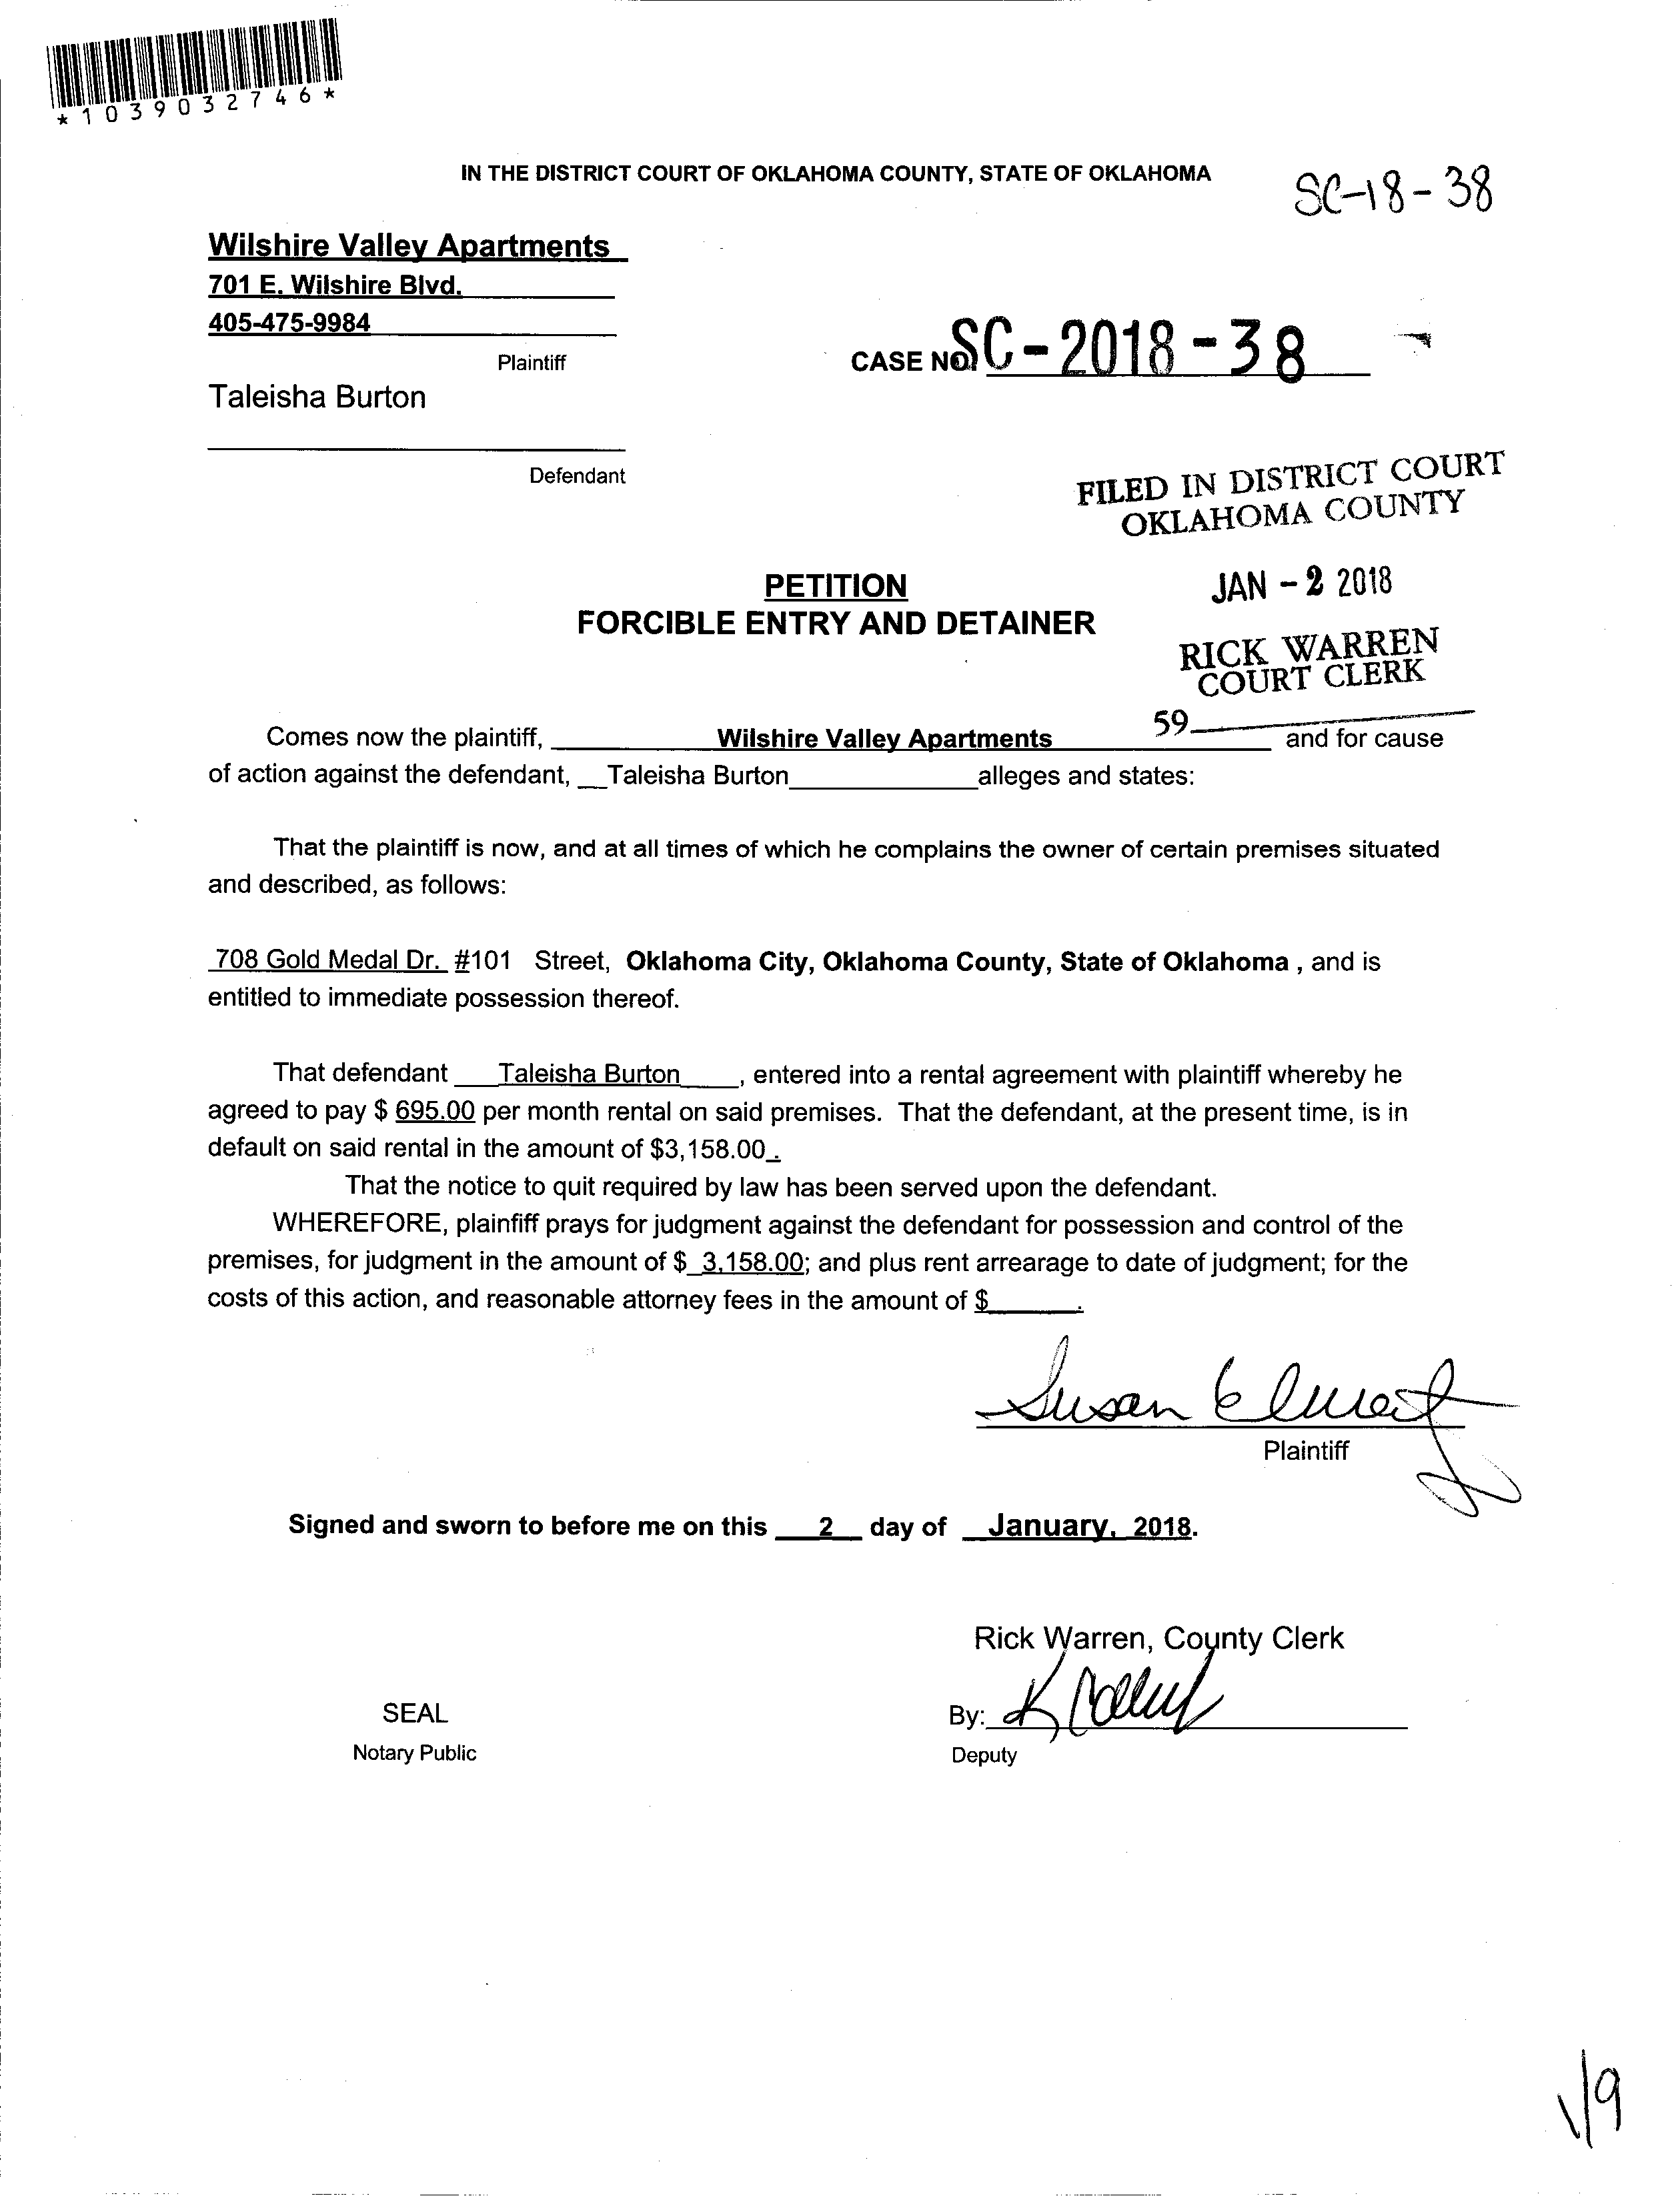 *1039032746*
IN THE DISTRICT COURT OF OKLAHOMA COUNTY, STATE OF OKLAHOMA
SC-18-38
Wilshire Valley Apartments
701 E. Wilshire Blvd.
405-475-9984
Plaintiff
CASE NO. SC-2018-38
Taleisha Burton
Defendant
FILED IN DISTRICT COURT
OKLAHOMA COUNTY
JAN - 2 2018
RICK WARREN
COURT CLERK
59
PETITION
FORCIBLE ENTRY AND DETAINER
Comes now the plaintiff, Wilshire Valley Apartments and for cause
of action against the defendant, __Taleisha Burton_____________alleges and states:
That the plaintiff is now, and at all times of which he complains the owner of certain premises situated
and described, as follows:
708 Gold Medal Dr. #101 Street, Oklahoma City, Oklahoma County, State of Oklahoma , and is
entitled to immediate possession thereof.
That defendant ___Taleisha Burton____, entered into a rental agreement with plaintiff whereby he
agreed to pay $ 695.00 per month rental on said premises. That the defendant, at the present time, is in
default on said rental in the amount of $3,158.00_.
That the notice to quit required by law has been served upon the defendant.
WHEREFORE, plainfiff prays for judgment against the defendant for possession and control of the
premises, for judgment in the amount of $_3,158.00; and plus rent arrearage to date of judgment; for the
costs of this action, and reasonable attorney fees in the amount of $______.
Susan
Plaintiff
Signed and sworn to before me on this ___2__ day of __January, 2018.
Rick Warren, County Clerk
SEAL
By:
Notary Public
Deputy
1/9